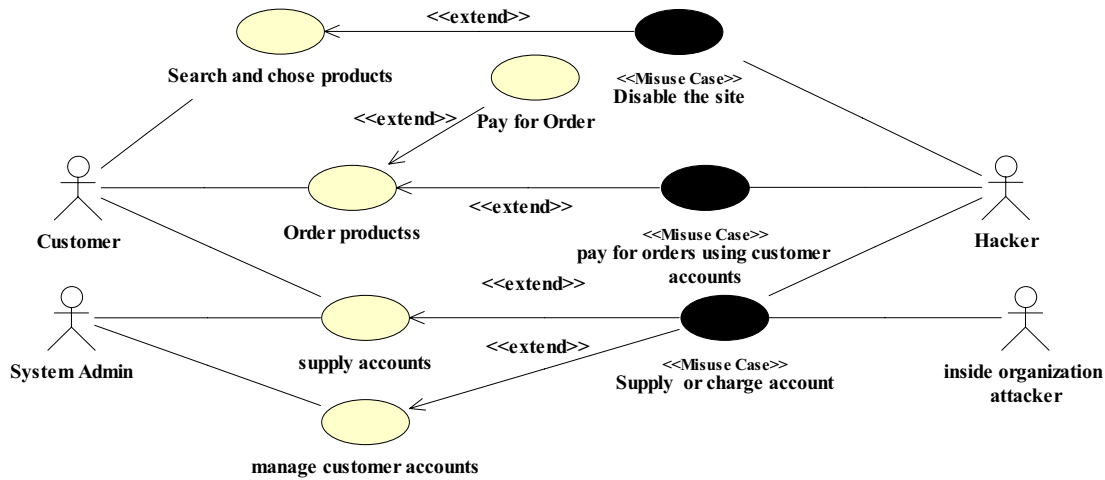 <<extend>>
Search and chose products
<<Misuse Case>>
Disable the site
<<extend>>
Pay for Order
Customer
Order productss
<<extend>>
<<Misuse Case>>
pay for orders using customer
accounts
Hacker
<<extend>>
System Admin
supply accounts
<<extend>>
<<Misuse Case>>
Supply or charge account
inside organization
attacker
manage customer accounts